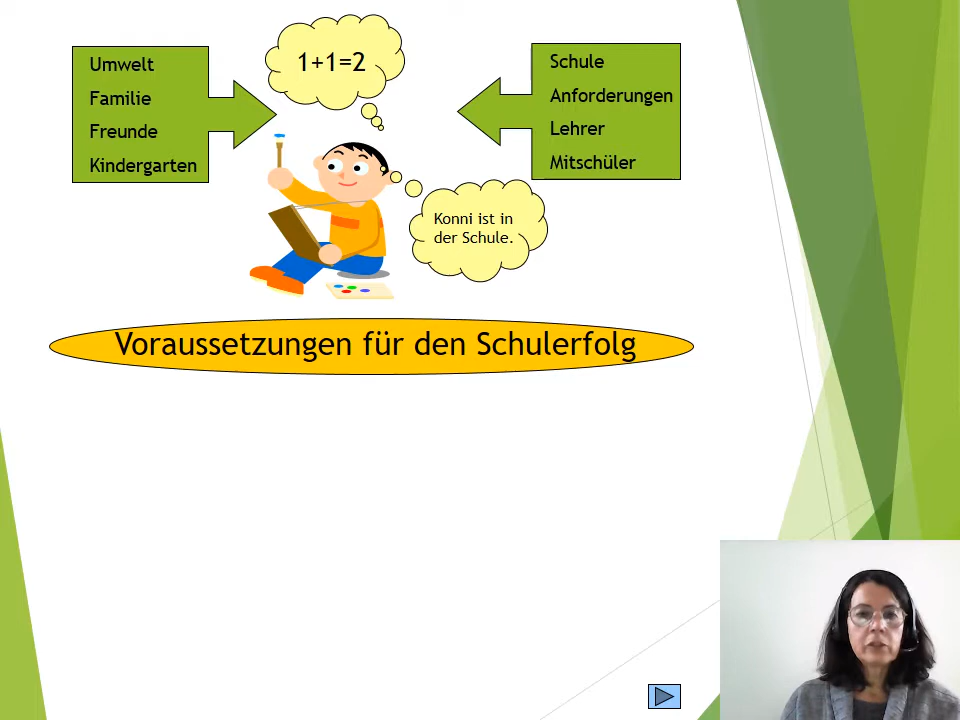 1+1=2
Umwelt
Familie
Freunde
Kindergarten
Schule
Anforderungen
Lehrer
Mitschüler
Konni ist in
der Schule.
Voraussetzungen für den Schulerfolg